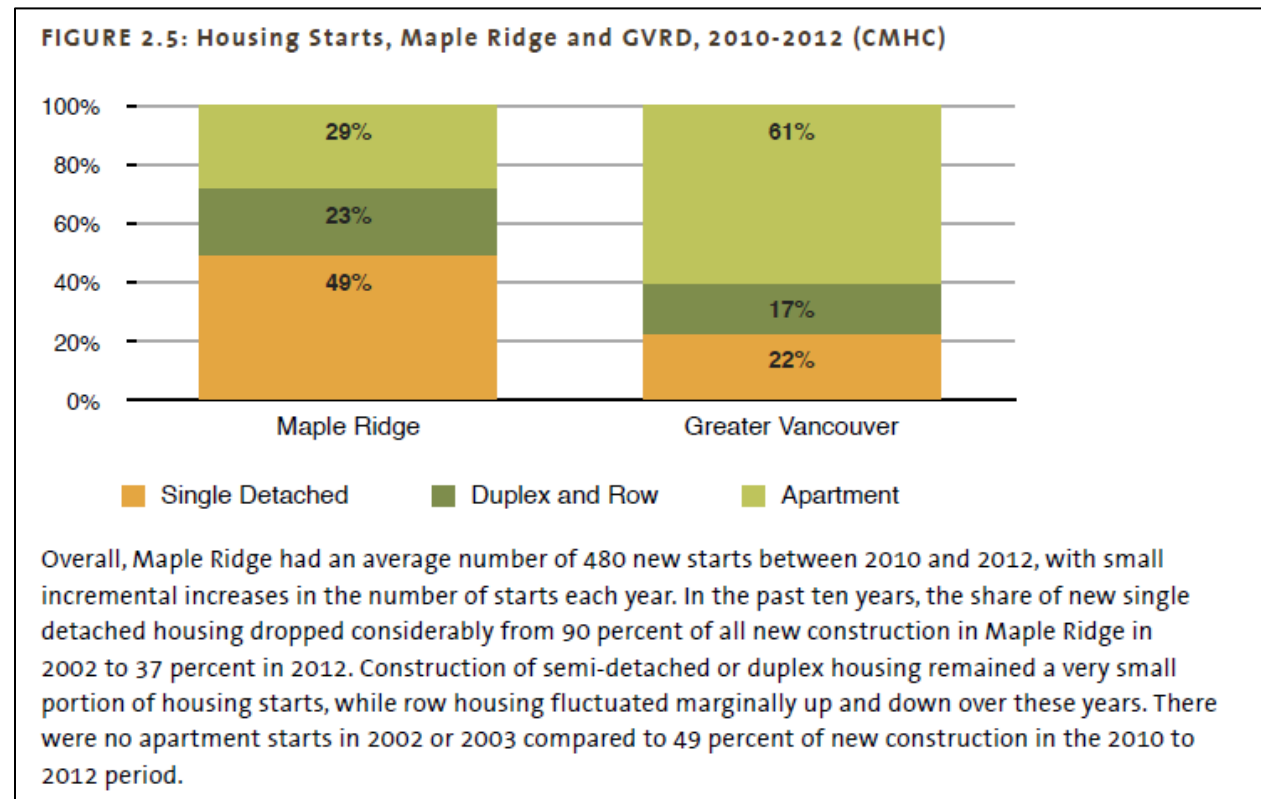 FIGURE 2.5: Housing Starts, Maple Ridge and GVRD, 2010-2012 (CMHC)
100%
80%
60%
40%
20%
0%
29%
23%
49%
61%
17%
22%
Maple Ridge
Greater Vancouver
Single Detached
Duplex and Row
Apartment
Overall, Maple Ridge had an average number of 480 new starts between 2010 and 2012, with small
incremental increases in the number of starts each year. In the past ten years, the share of new single
detached housing dropped considerably from 90 percent of all new construction in Maple Ridge in
2002 to 37 percent in 2012. Construction of semi-detached or duplex housing remained a very small
portion of housing starts, while row housing fluctuated marginally up and down over these years. There
were no apartment starts in 2002 or 2003 compared to 49 percent of new construction in the 2010 to
2012 period.